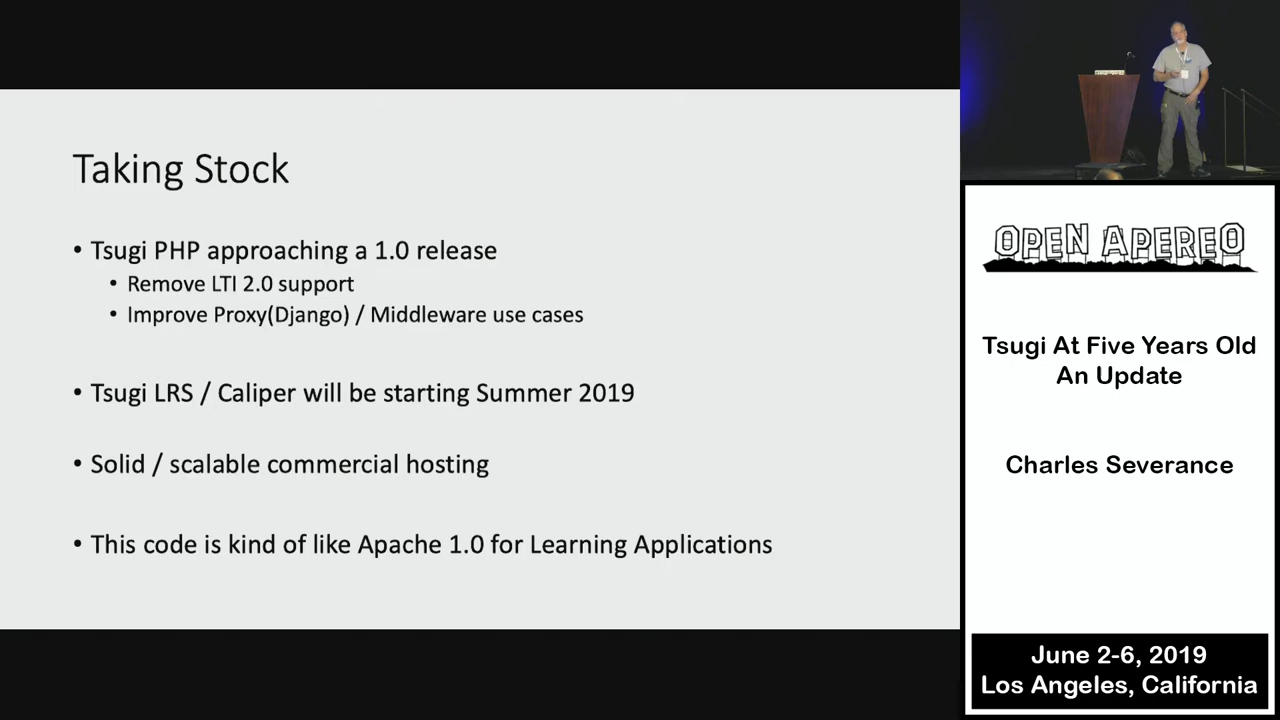 Taking Stock
• Tsugi PHP approaching a 1.0 release
• Remove LTI 2.0 support
• Improve Proxy(Django) / Middleware use cases
• Tsugi LRS / Caliper will be starting Summer 2019
• Solid / scalable commercial hosting
• This code is kind of like Apache 1.0 for Learning Applications
OPEN APEREO
Tsugi At Five Years Old
An Update
Charles Severance
June 2-6, 2019
Los Angeles, California